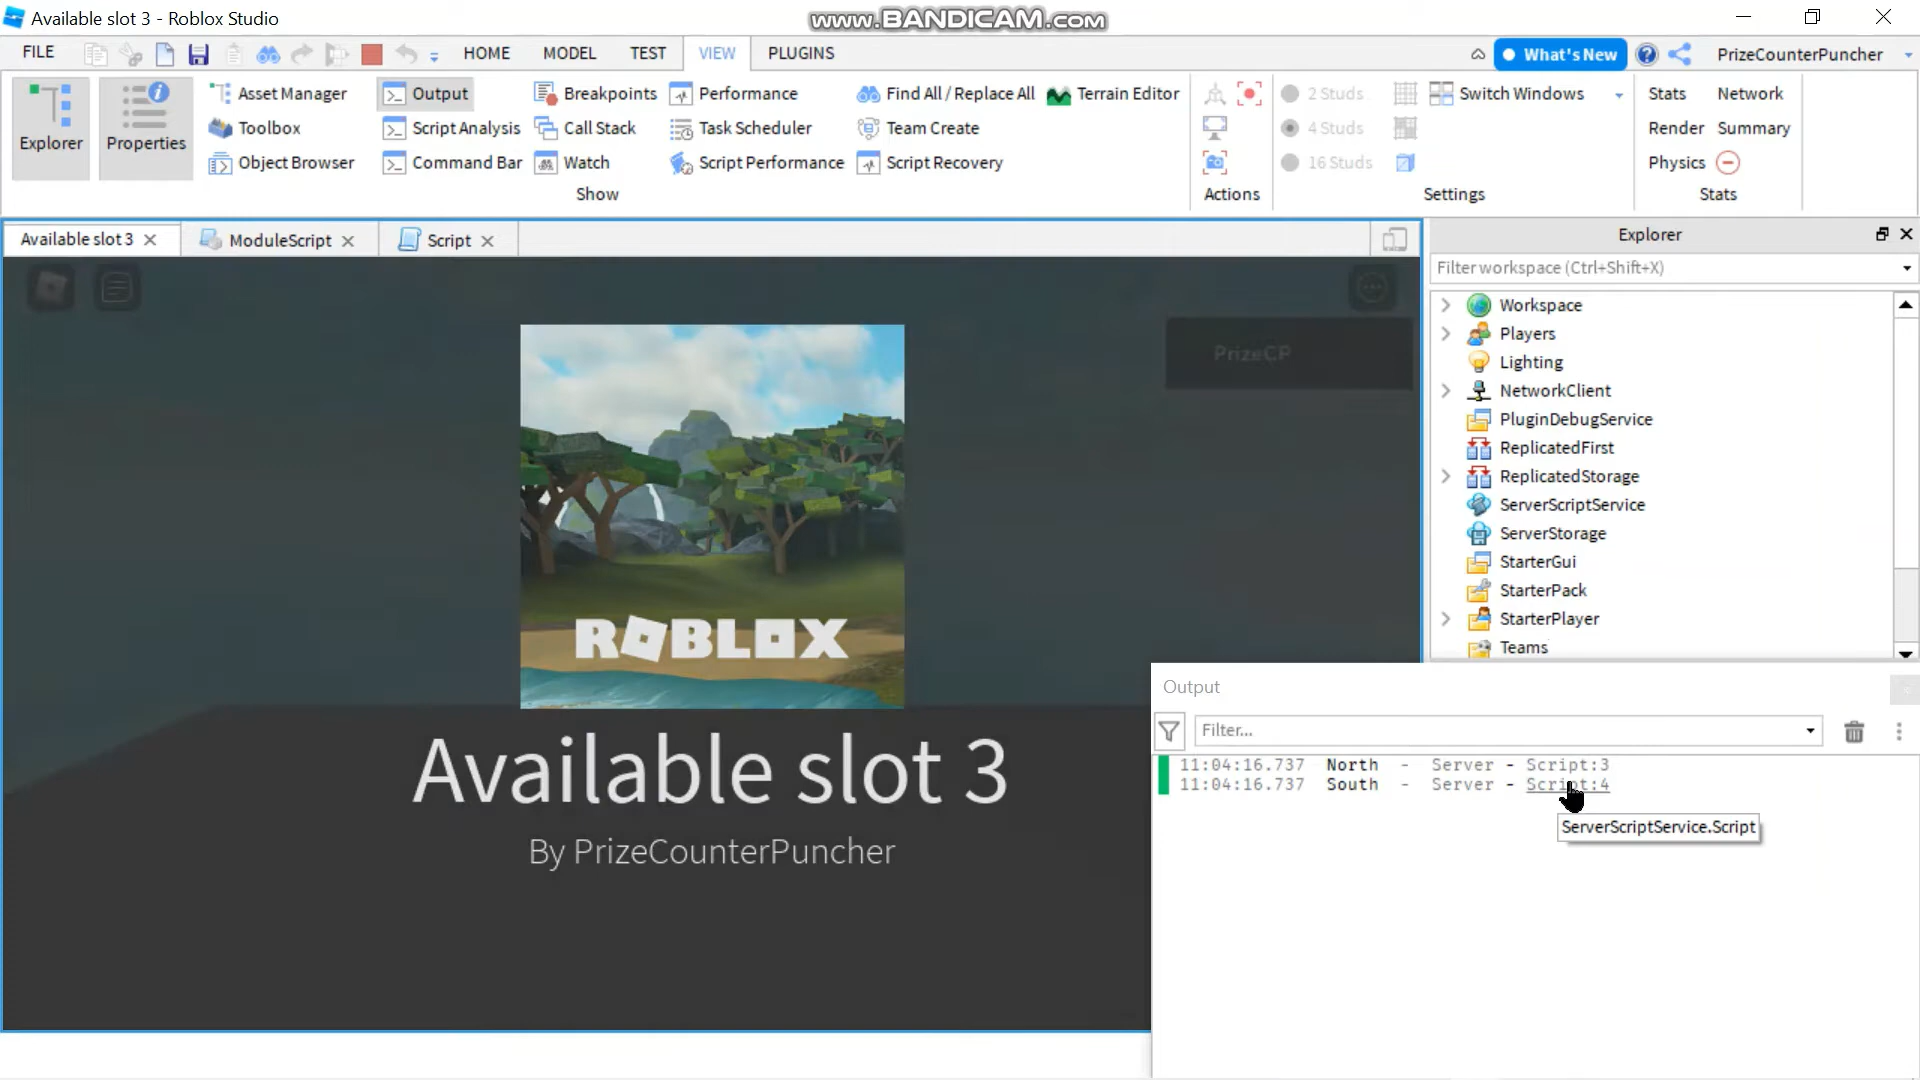 Available slot 3 - Roblox Studio
www.BANDICAM.com
FILE
HOME
MODEL
TEST
VIEW
PLUGINS
What's New
PrizeCounterPuncher
Explorer
Properties
Asset Manager
Toolbox
Object Browser
Output
Script Analysis
Command Bar
Breakpoints
Call Stack
Watch
Performance
Task Scheduler
Script Performance
Find All / Replace All
Team Create
Script Recovery
Terrain Editor
Show
Actions
2 Studs
4 Studs
16 Studs
Switch Windows
Settings
Stats Network
Render Summary
Physics
Stats
Available slot 3
ModuleScript
Script
PrizeCP
ROBLOX
Available slot 3
By PrizeCounterPuncher
Explorer
Filter workspace (Ctrl+Shift+X)
Workspace
Players
Lighting
NetworkClient
PluginDebugService
ReplicatedFirst
ReplicatedStorage
ServerScriptService
ServerStorage
StarterGui
StarterPack
StarterPlayer
Teams
Output
Filter...
11:04:16.737 North - Server - Script:3
11:04:16.737 South - Server - Script:4
ServerScriptService.Script